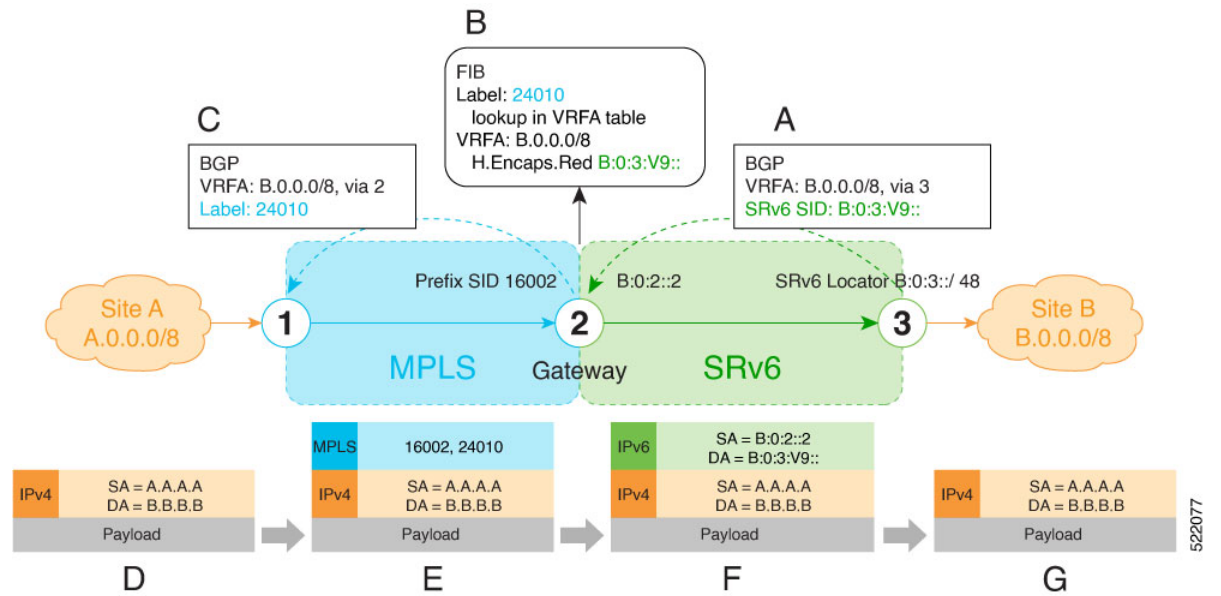 B
FIB
Label: 24010
lookup in VRFA table
VRFA: B.0.0.0/8
H.Encaps.Red B:0:3:V9::
C
BGP
VRFA: B.0.0.0/8, via 2
Label: 24010
A
BGP
VRFA: B.0.0.0/8, via 3
SRv6 SID: B:0:3:V9::
Prefix SID 16002
B:0:2::2
SRv6 Locator B:0:3::/ 48
Site A
A.0.0.0/8
1
2
3
Site B
B.0.0.0/8
MPLS
Gateway
SRv6
IPv4
SA = A.A.A.A
DA = B.B.B.B
Payload
D
MPLS
16002, 24010
IPv4
SA = A.A.A.A
DA = B.B.B.B
Payload
E
IPv6
SA = B:0:2::2
DA = B:0:3:V9::
IPv4
SA = A.A.A.A
DA = B.B.B.B
Payload
F
IPv4
SA = A.A.A.A
DA = B.B.B.B
Payload
G
522077